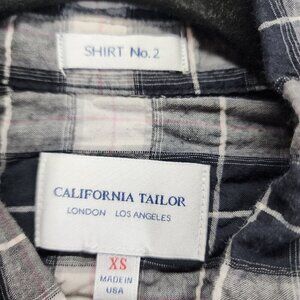 SHIRT No. 2
CALIFORNIA TAILOR
LONDON LOS ANGELES
XS
MADE IN
USA